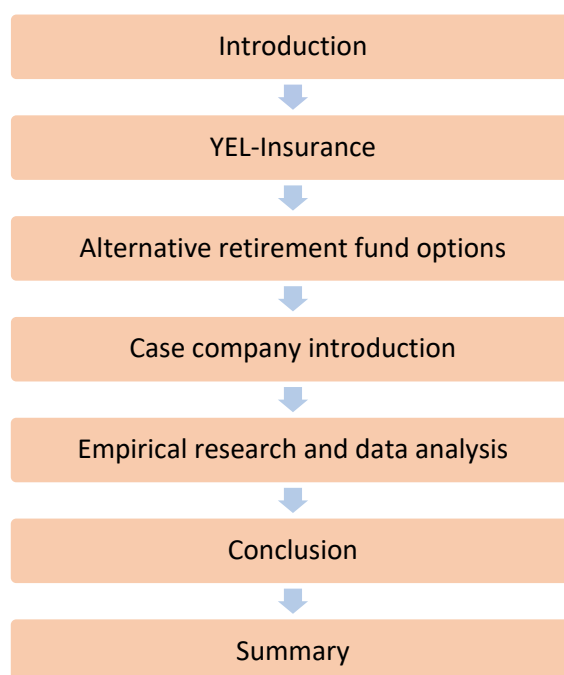 Introduction
YEL-Insurance
Alternative retirement fund options
Case company introduction
Empirical research and data analysis
Conclusion
Summary